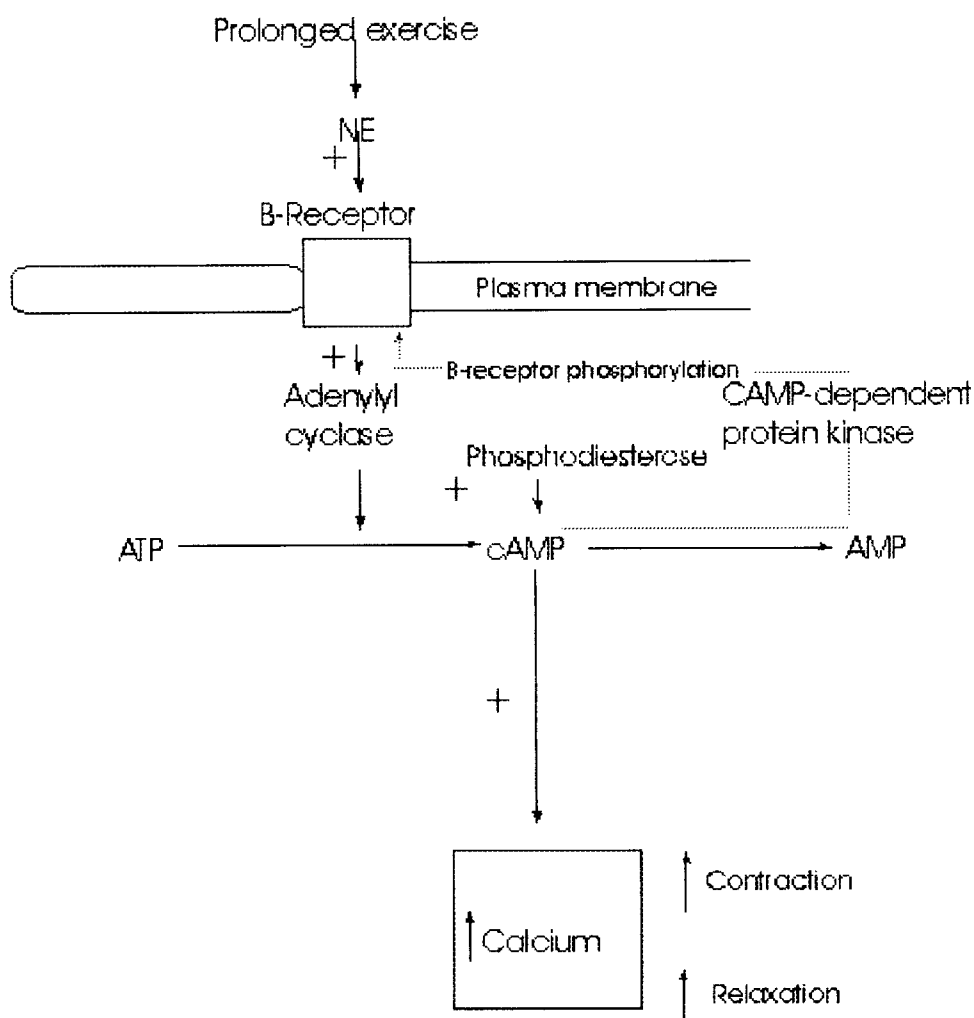 Prolonged exercise
NE
+
B-Receptor
Plasma membrane
+
B-receptor phosphorylation
Adenylyl
cyclase
CAMP-dependent
protein kinase
Phosphodiesterose
+
ATP
cAMP
AMP
+
Contraction
Calcium
Relaxation